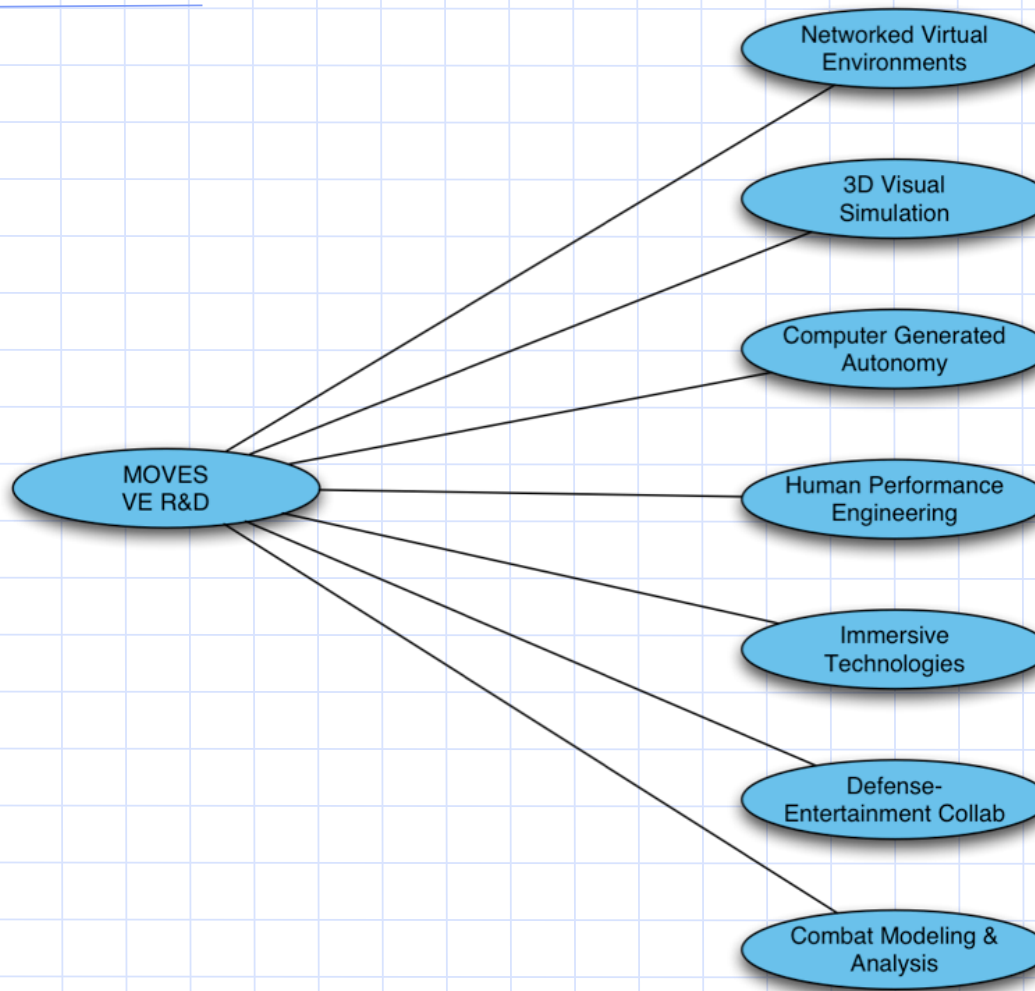 Networked Virtual
Environments
3D Visual
Simulation
Computer Generated
Autonomy
MOVES
VE R&D
Human Performance
Engineering
Immersive
Technologies
Defense-
Entertainment Collab
Combat Modeling &
Analysis